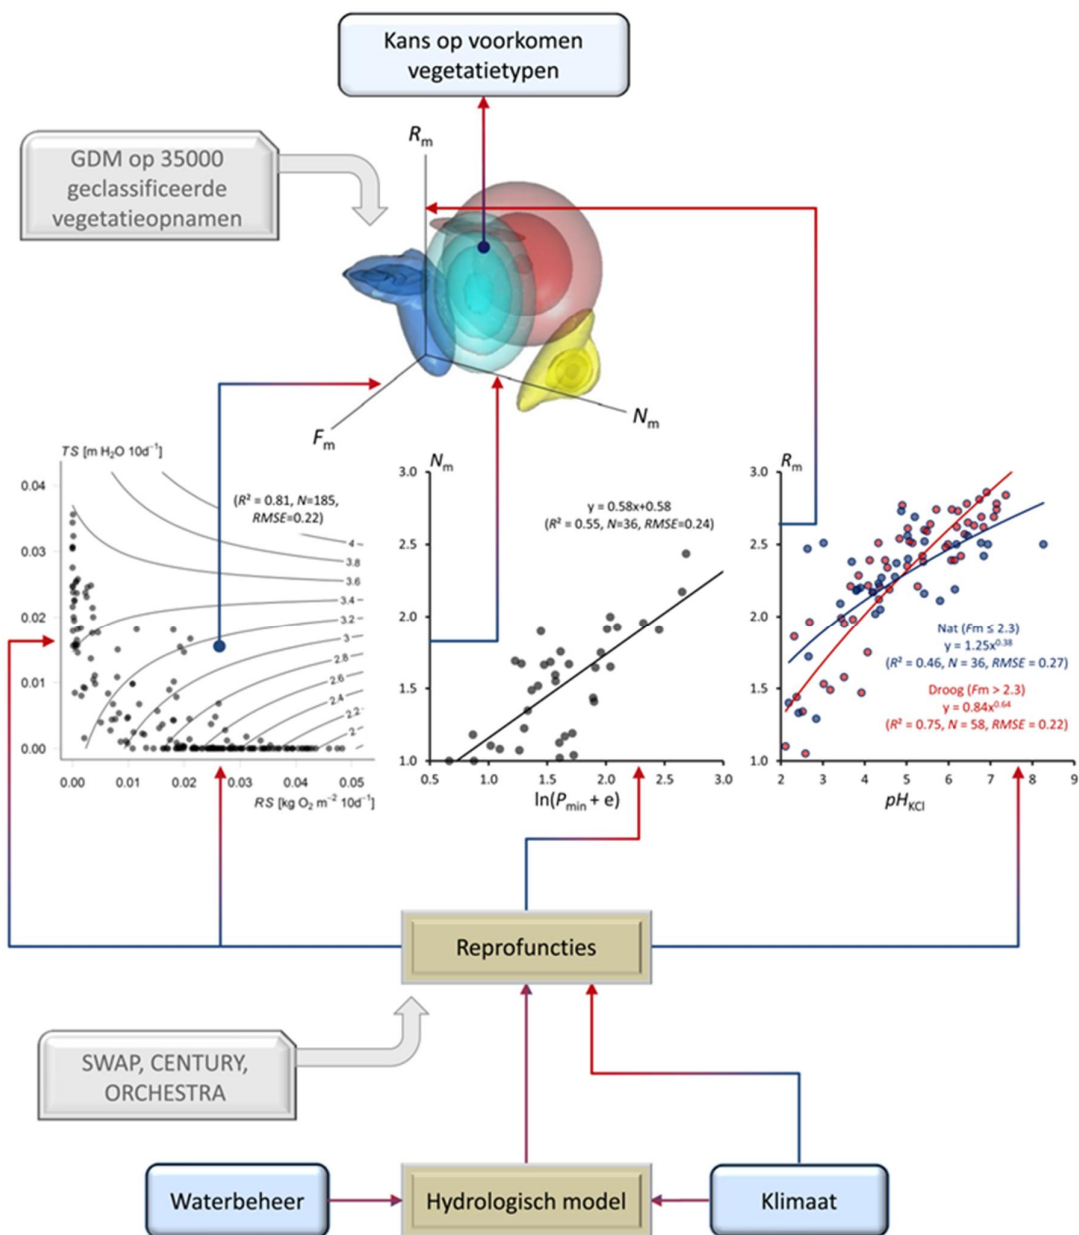 Kans op voorkomen
vegetatietypen
GDM op 35000
geclassificeerde
vegetatieopnamen
Rm
Nm
Fm
TS [m H2O 10d⁻¹]
0.04
0.03
0.02
0.01
0.00
(R² = 0.81, N=185,
RMSE=0.22)
4
3.8
3.6
3.4
3.2
3
2.8
2.6
2.4
2.2
2
0.00 0.01 0.02 0.03 0.04 0.05
RS [kg O2 m⁻² 10d⁻¹]
Nm
3.0
2.5
2.0
1.5
1.0
y = 0.58x+0.58
(R² = 0.55, N=36, RMSE=0.24)
0.5 1.0 1.5 2.0 2.5 3.0
ln(Pmin + e)
Rm
3.0
2.5
2.0
1.5
1.0
Nat (Fm ≤ 2.3)
y = 1.25x^0.38
(R² = 0.46, N = 36, RMSE = 0.27)
Droog (Fm > 2.3)
y = 0.84x^0.64
(R² = 0.75, N = 58, RMSE = 0.22)
2 3 4 5 6 7 8 9
pHKCl
Reprofuncties
SWAP, CENTURY,
ORCHESTRA
Waterbeheer
Hydrologisch model
Klimaat